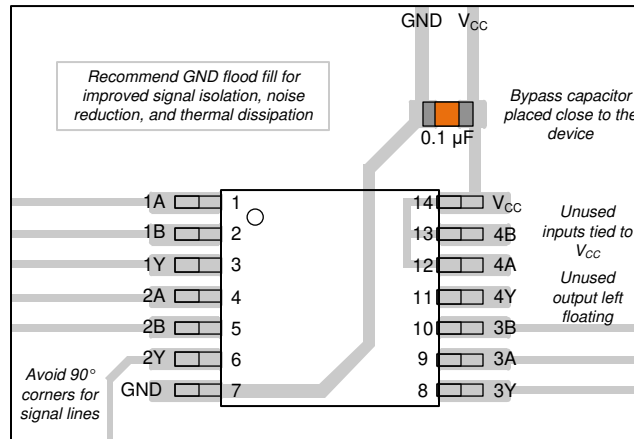 GND VCC
Recommend GND flood fill for
improved signal isolation, noise
reduction, and thermal dissipation
Bypass capacitor
placed close to the
device
0.1 µF
1A 1 14 VCC
1B 2 13 4B
1Y 3 12 4A
2A 4 11 4Y
2B 5 10 3B
2Y 6 9 3A
GND 7 8 3Y
Unused
inputs tied to
VCC
Unused
output left
floating
Avoid 90°
corners for
signal lines